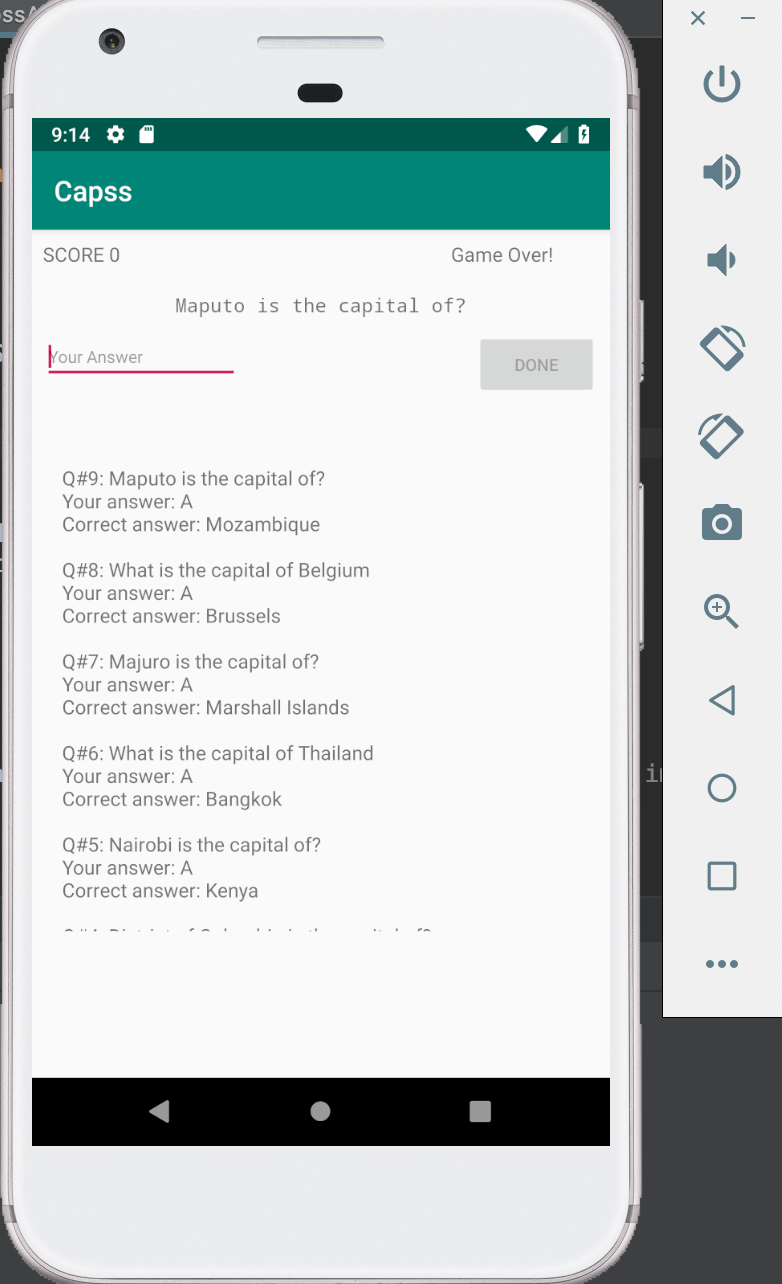 9:14
Capss
SCORE 0
Game Over!
Maputo is the capital of?
Your Answer
DONE
Q#9: Maputo is the capital of?
Your answer: A
Correct answer: Mozambique
Q#8: What is the capital of Belgium
Your answer: A
Correct answer: Brussels
Q#7: Majuro is the capital of?
Your answer: A
Correct answer: Marshall Islands
Q#6: What is the capital of Thailand
Your answer: A
Correct answer: Bangkok
Q#5: Nairobi is the capital of?
Your answer: A
Correct answer: Kenya